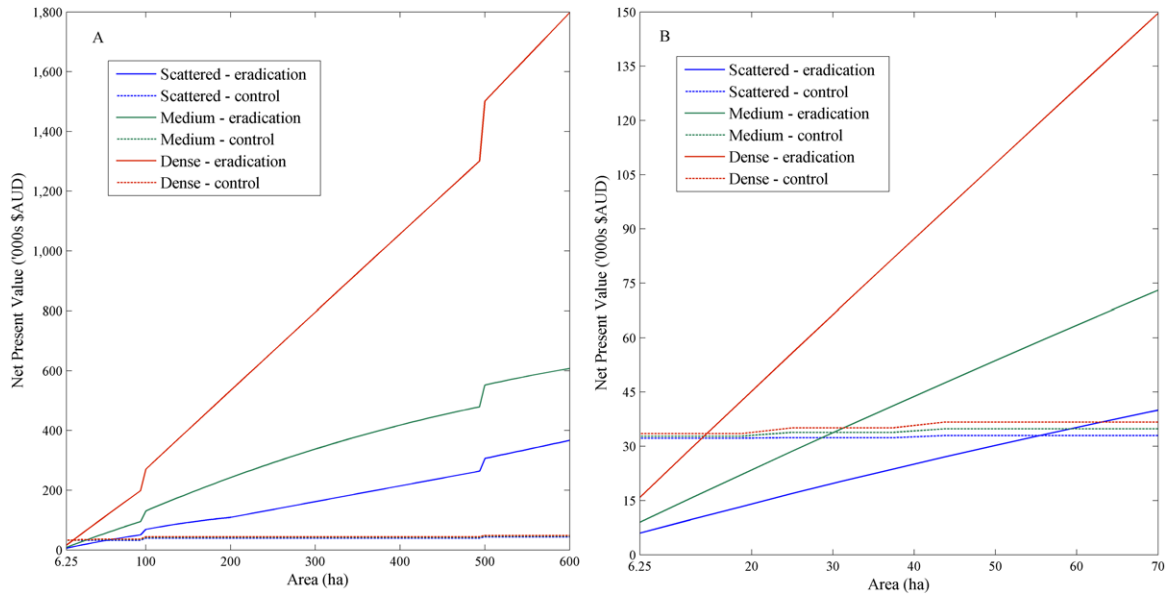 A
Scattered - eradication
Scattered - control
Medium - eradication
Medium - control
Dense - eradication
Dense - control
Net Present Value ('000s $AUD)
1,800
1,600
1,400
1,200
1,000
800
600
400
200
0
6.25 100 200 300 400 500 600
Area (ha)
B
Scattered - eradication
Scattered - control
Medium - eradication
Medium - control
Dense - eradication
Dense - control
Net Present Value ('000s $AUD)
150
135
120
105
90
75
60
45
30
15
0
6.25 20 30 40 50 60 70
Area (ha)